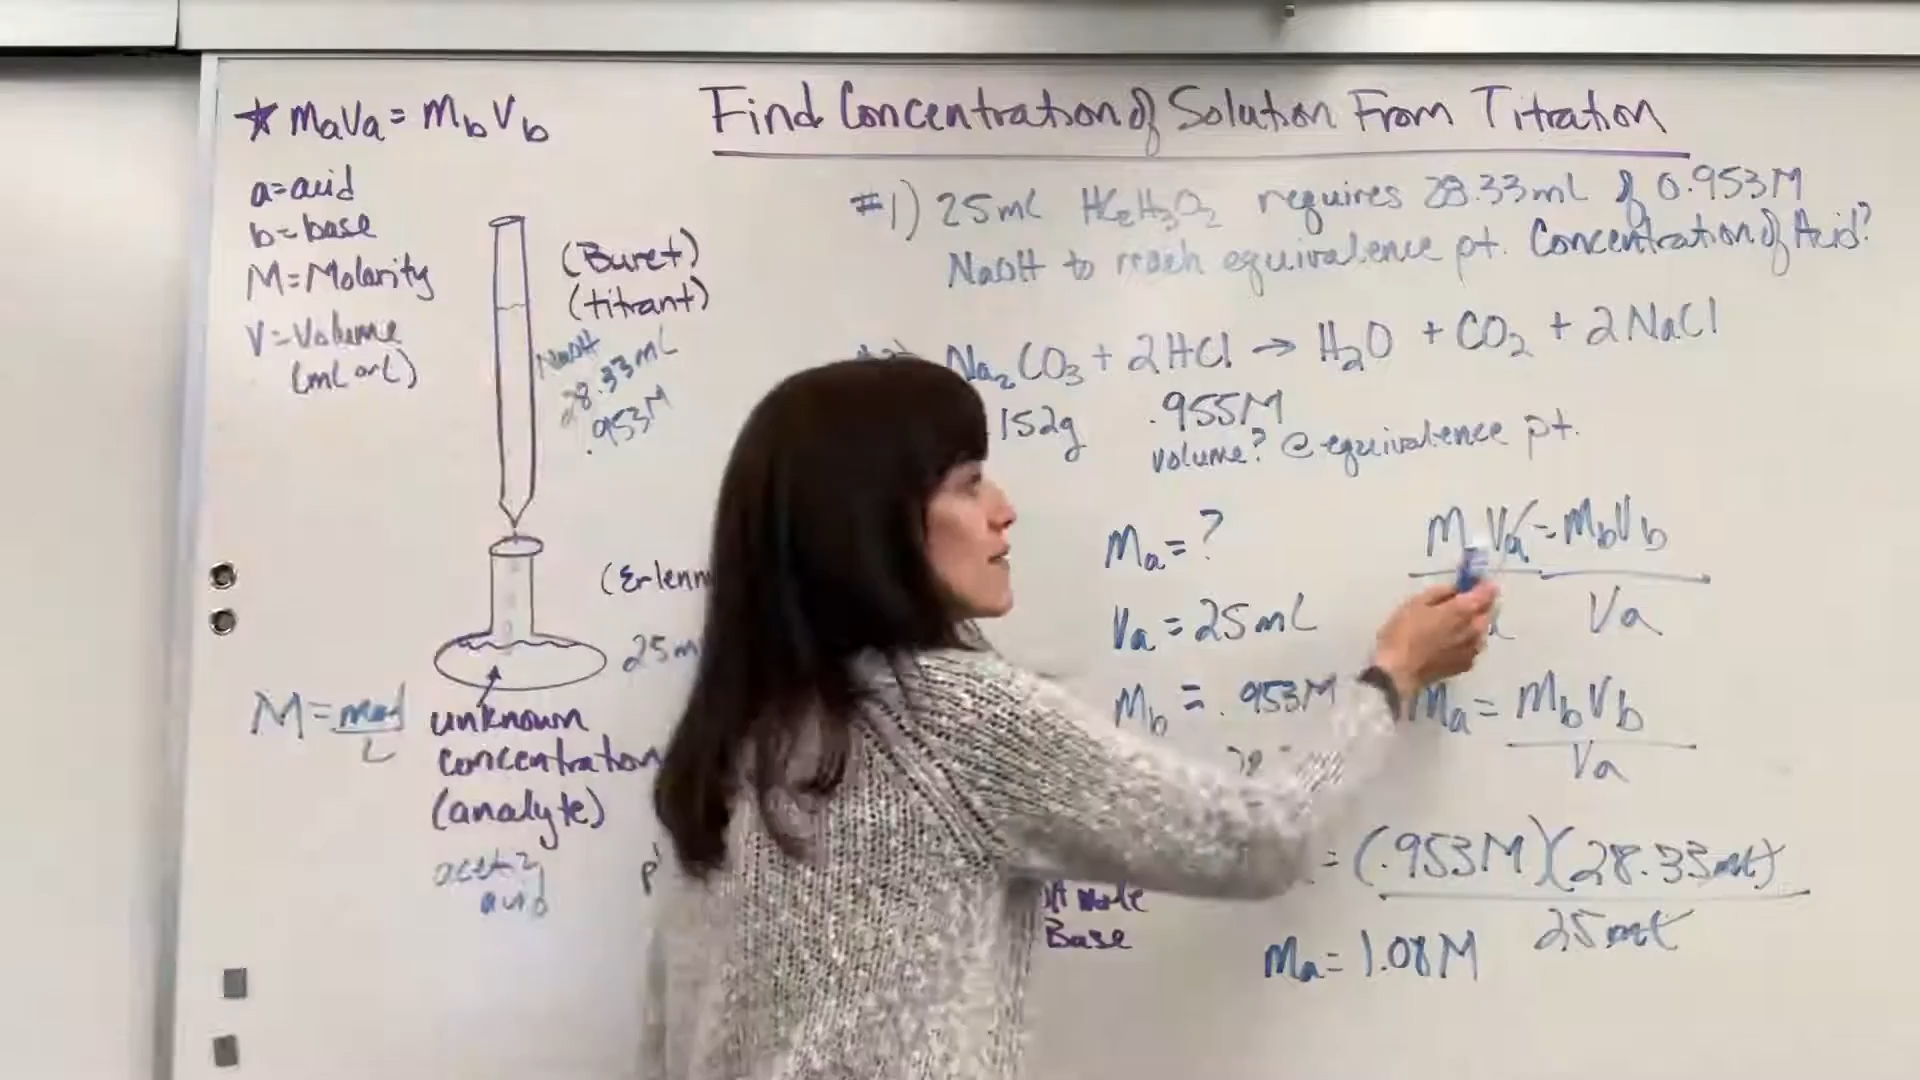 ★ MaVa = MbVb
a=acid
b=base
M=Molarity
V=Volume
(mL or L)
(Buret)
(titrant)
NaOH
28.33mL
.953M
(Erlenm
25m
M = mol
L
unknown
concentration
(analyte)
acetic
acid
Find Concentration of Solution From Titration
#1) 25mL HC2H3O2 requires 28.33mL of 0.953M
NaOH to reach equivalence pt. Concentration of Acid?
Na2CO3 + 2HCl → H2O + CO2 + 2NaCl
.152g .955M
volume? @ equivalence pt.
Ma = ?
Va = 25mL
Mb = .953M
M Va = MbVb
Va
Ma = MbVb
Va
= (.953M)(28.33mL)
25mL
Ma = 1.08M
mole
Base